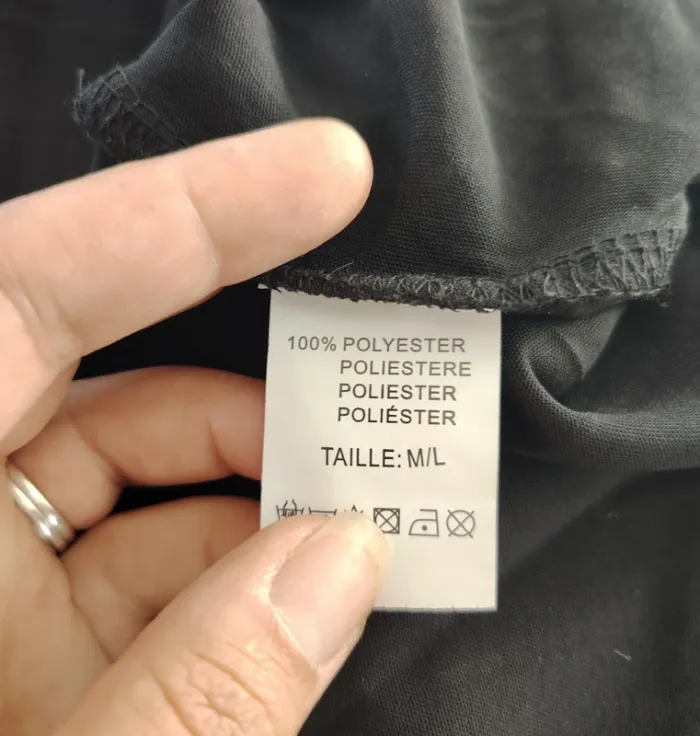 100% POLYESTER
POLIESTERE
POLIESTER
POLIÉSTER
TAILLE: M/L